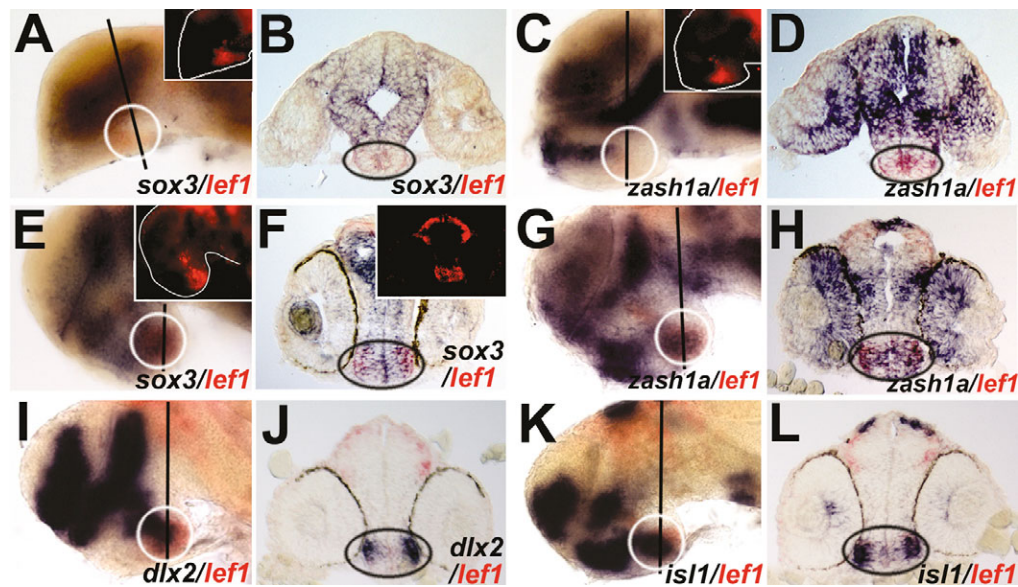 A
sox3/lef1
B
sox3/lef1
C
zash1a/lef1
D
zash1a/lef1
E
sox3/lef1
F
sox3
/lef1
G
zash1a/lef1
H
zash1a/lef1
I
dlx2/lef1
J
dlx2
/lef1
K
isl1/lef1
L
isl1/lef1